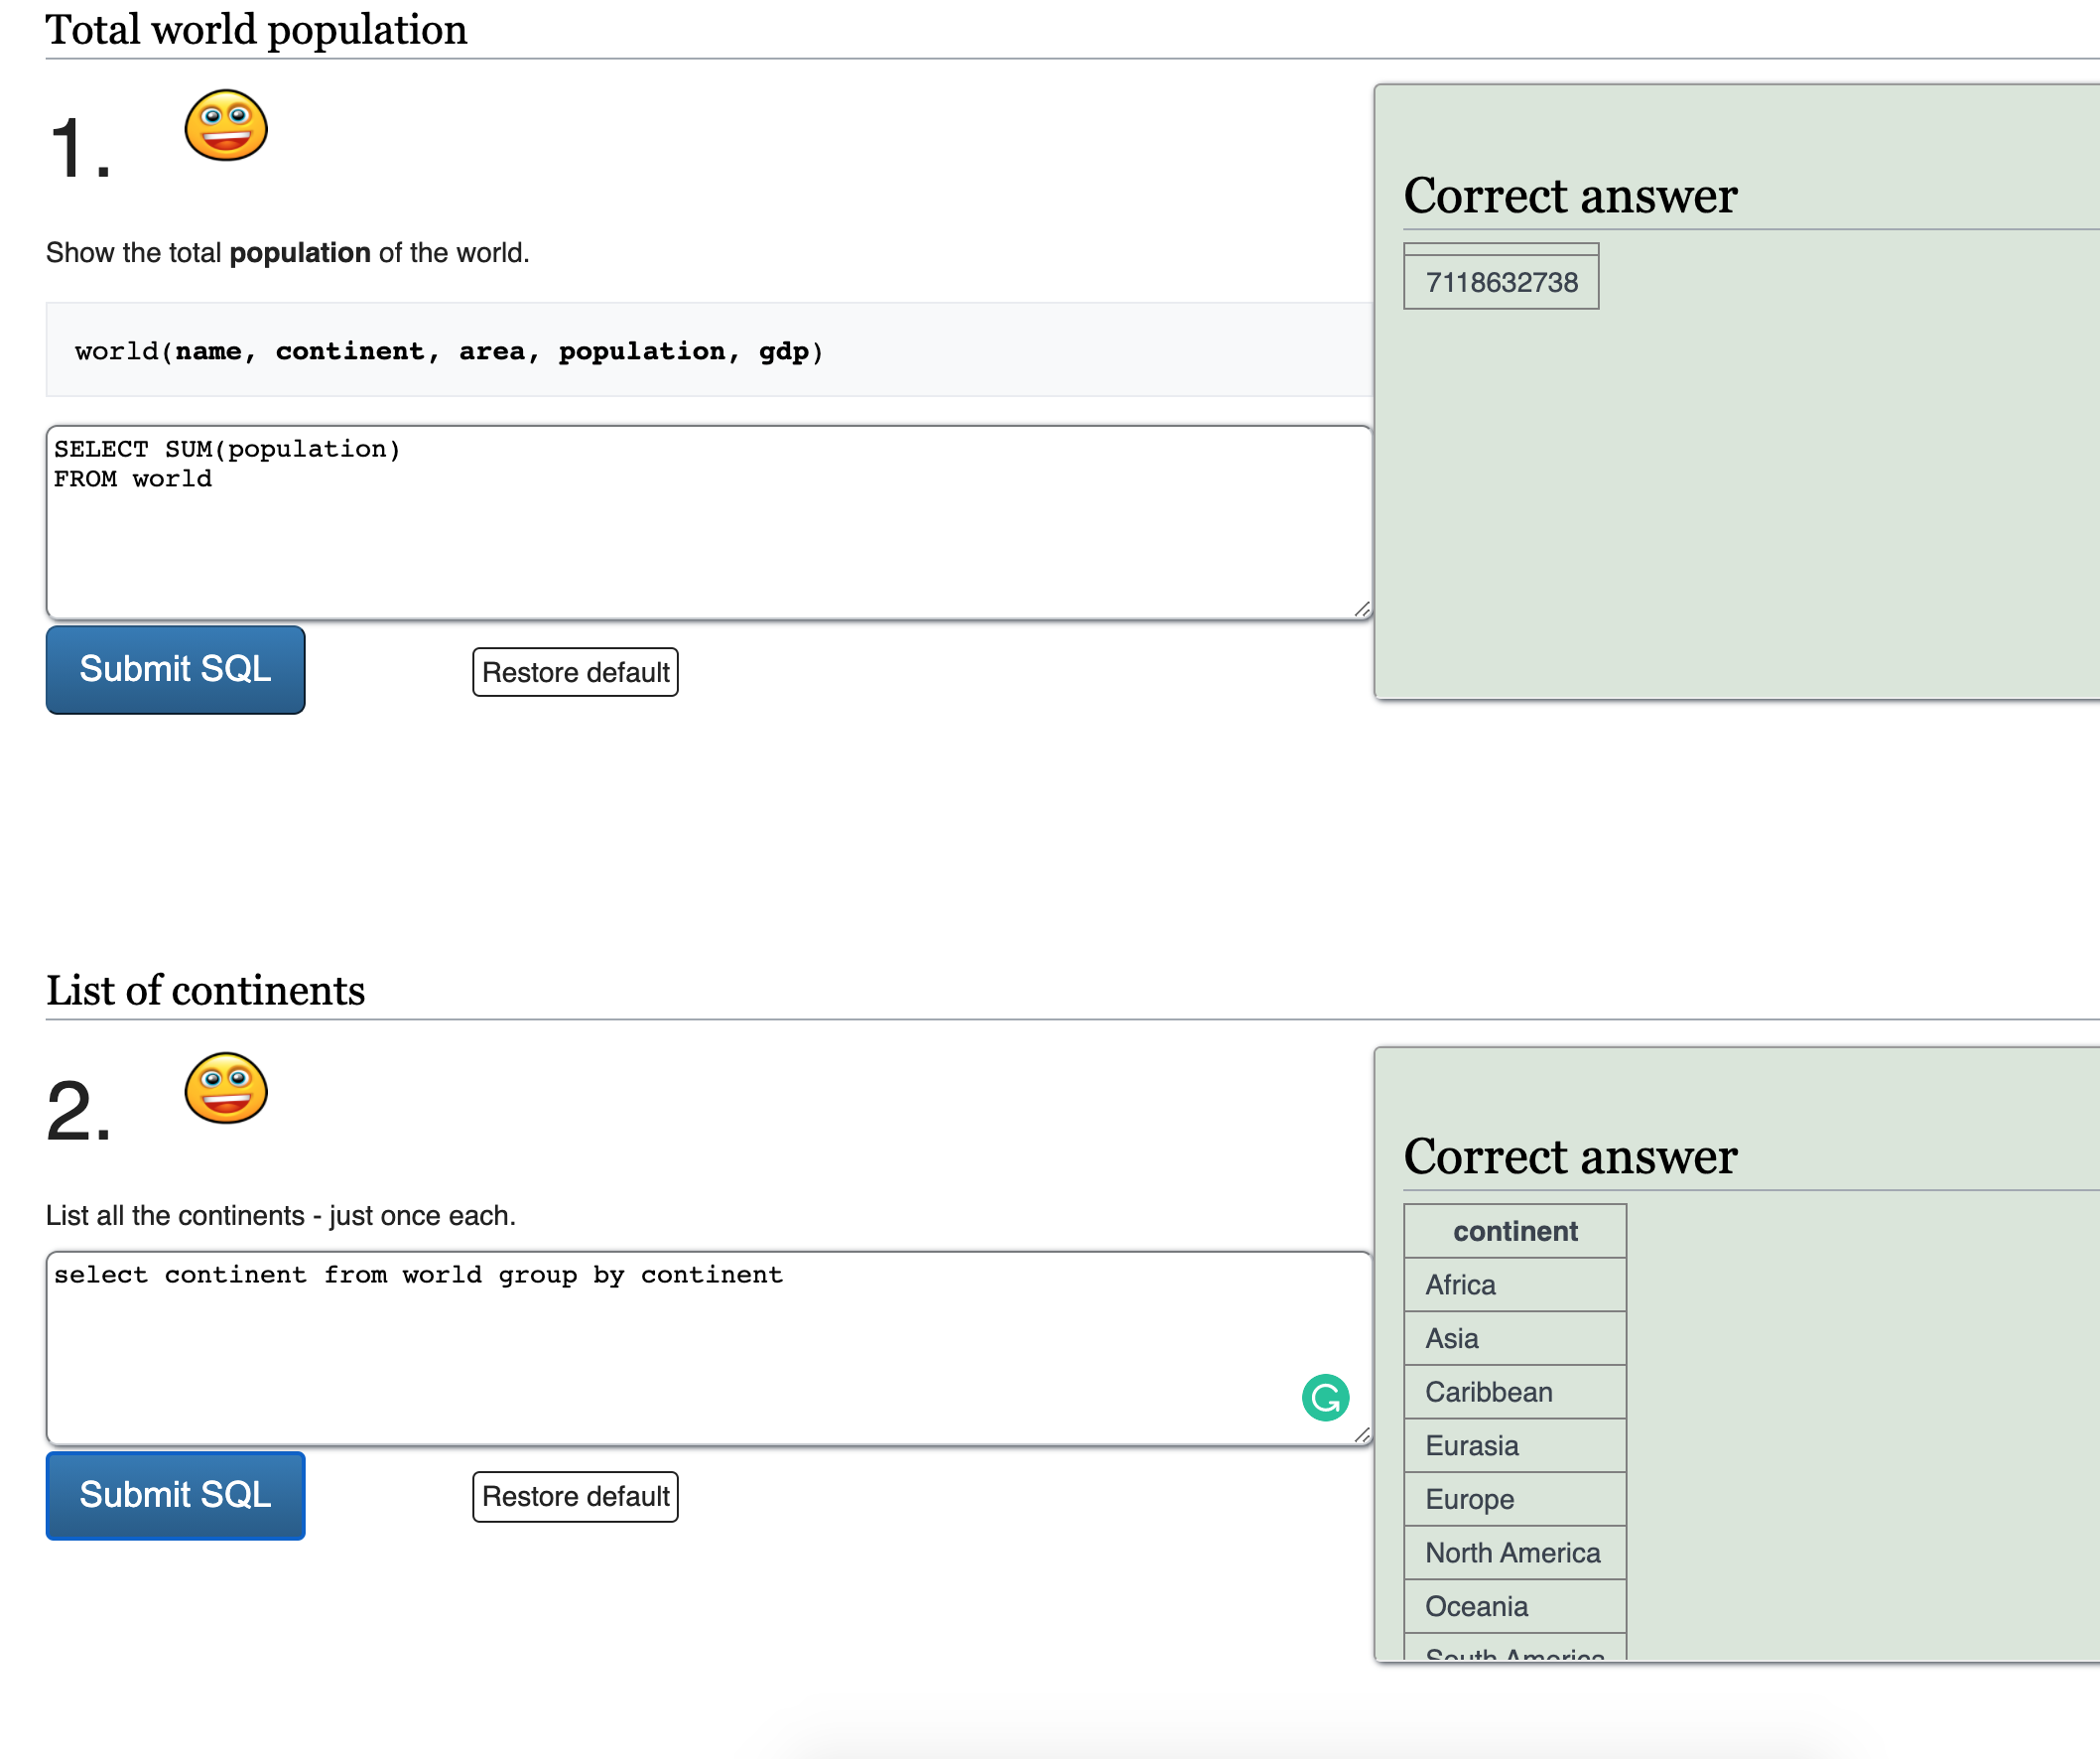 Total world population
1.
Show the total population of the world.
world(name, continent, area, population, gdp)
SELECT SUM(population)
FROM world
Submit SQL
Restore default
Correct answer
7118632738
List of continents
2.
List all the continents - just once each.
select continent from world group by continent
Submit SQL
Restore default
Correct answer
continent
Africa
Asia
Caribbean
Eurasia
Europe
North America
Oceania
South America